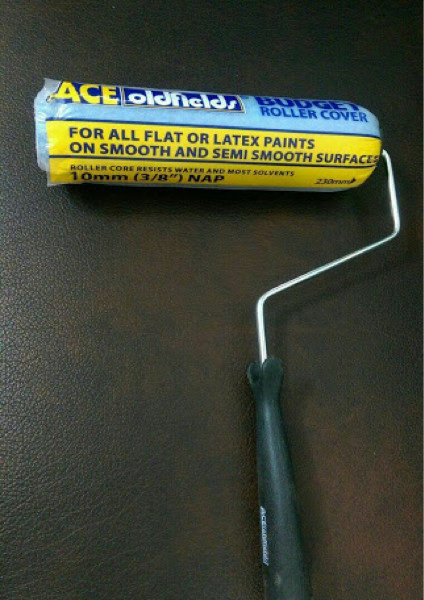 ACE oldfields BUDGET
ROLLER COVER
FOR ALL FLAT OR LATEX PAINTS
ON SMOOTH AND SEMI SMOOTH SURFACES
ROLLER CORE RESISTS WATER AND MOST SOLVENTS
10mm (3/8") NAP 230mm